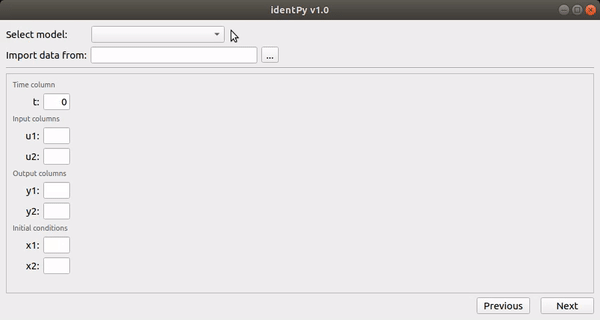 identPy v1.0
Select model:
Import data from: ...
Time column
t: 0
Input columns
u1:
u2:
Output columns
y1:
y2:
Initial conditions
x1:
x2:
Previous Next